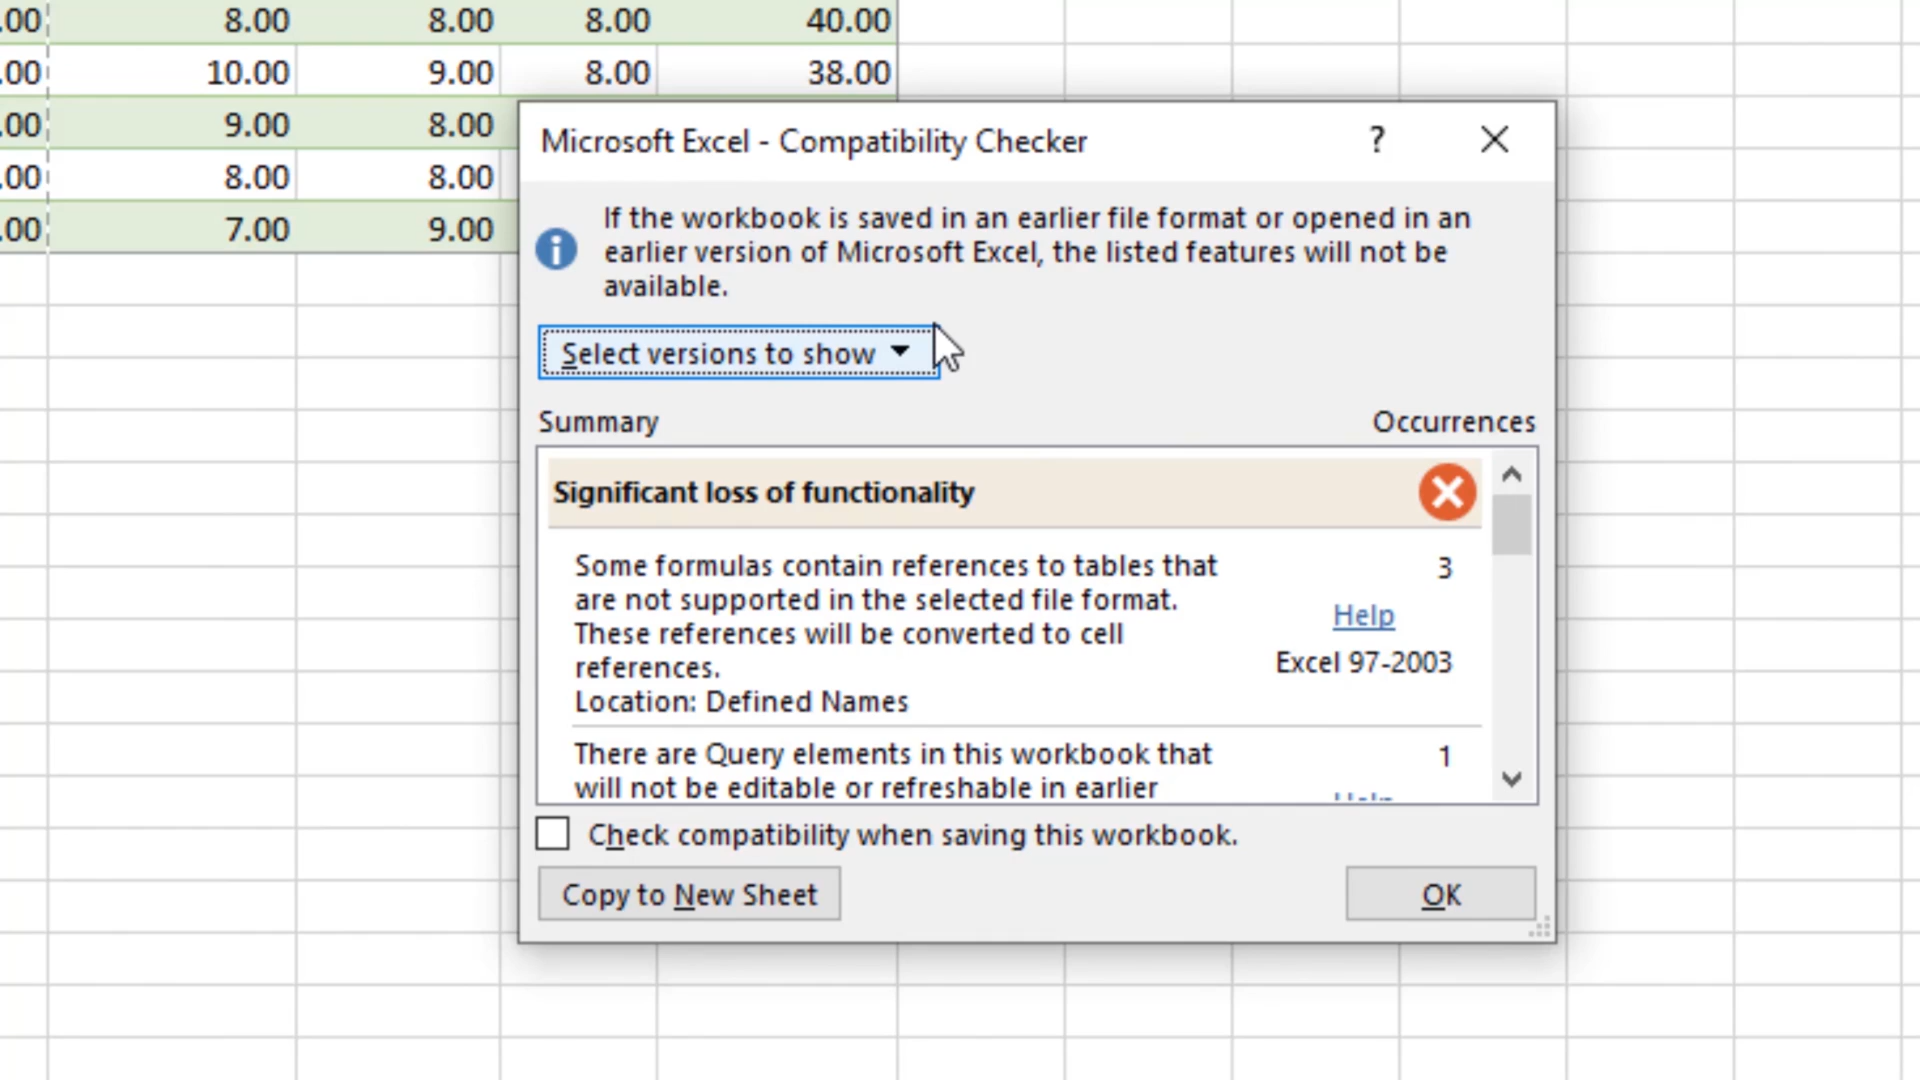 .00 8.00 8.00 8.00 40.00
.00 10.00 9.00 8.00 38.00
.00 9.00 8.00
.00 8.00 8.00
.00 7.00 9.00
Microsoft Excel - Compatibility Checker ?
If the workbook is saved in an earlier file format or opened in an
earlier version of Microsoft Excel, the listed features will not be
available.
Select versions to show
Summary Occurrences
Significant loss of functionality
Some formulas contain references to tables that 3
are not supported in the selected file format.
Help
These references will be converted to cell
references.
Excel 97-2003
Location: Defined Names
There are Query elements in this workbook that 1
will not be editable or refreshable in earlier
Check compatibility when saving this workbook.
Copy to New Sheet OK